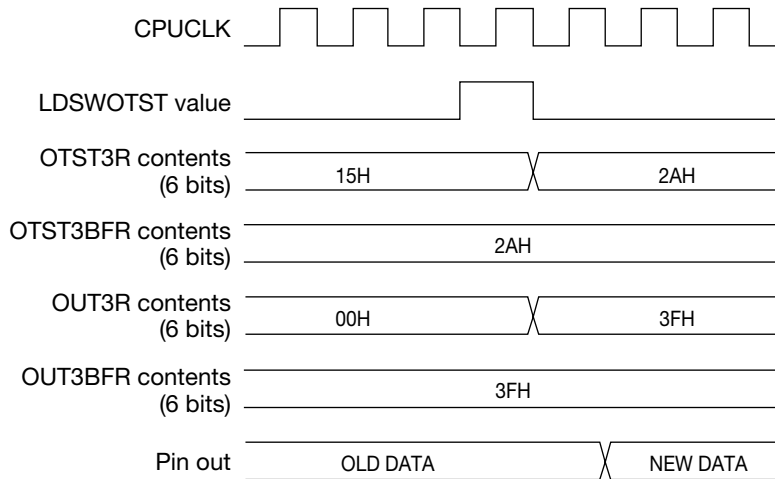 CPUCLK
LDSWOTST value
OTST3R contents
(6 bits)
15H
2AH
OTST3BFR contents
(6 bits)
2AH
OUT3R contents
(6 bits)
00H
3FH
OUT3BFR contents
(6 bits)
3FH
Pin out
OLD DATA
NEW DATA